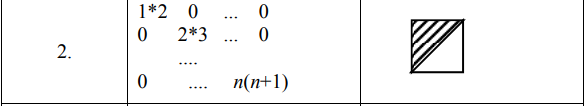 2.
1*2 0 ... 0
0 2*3 ... 0
....
0 .... n(n+1)